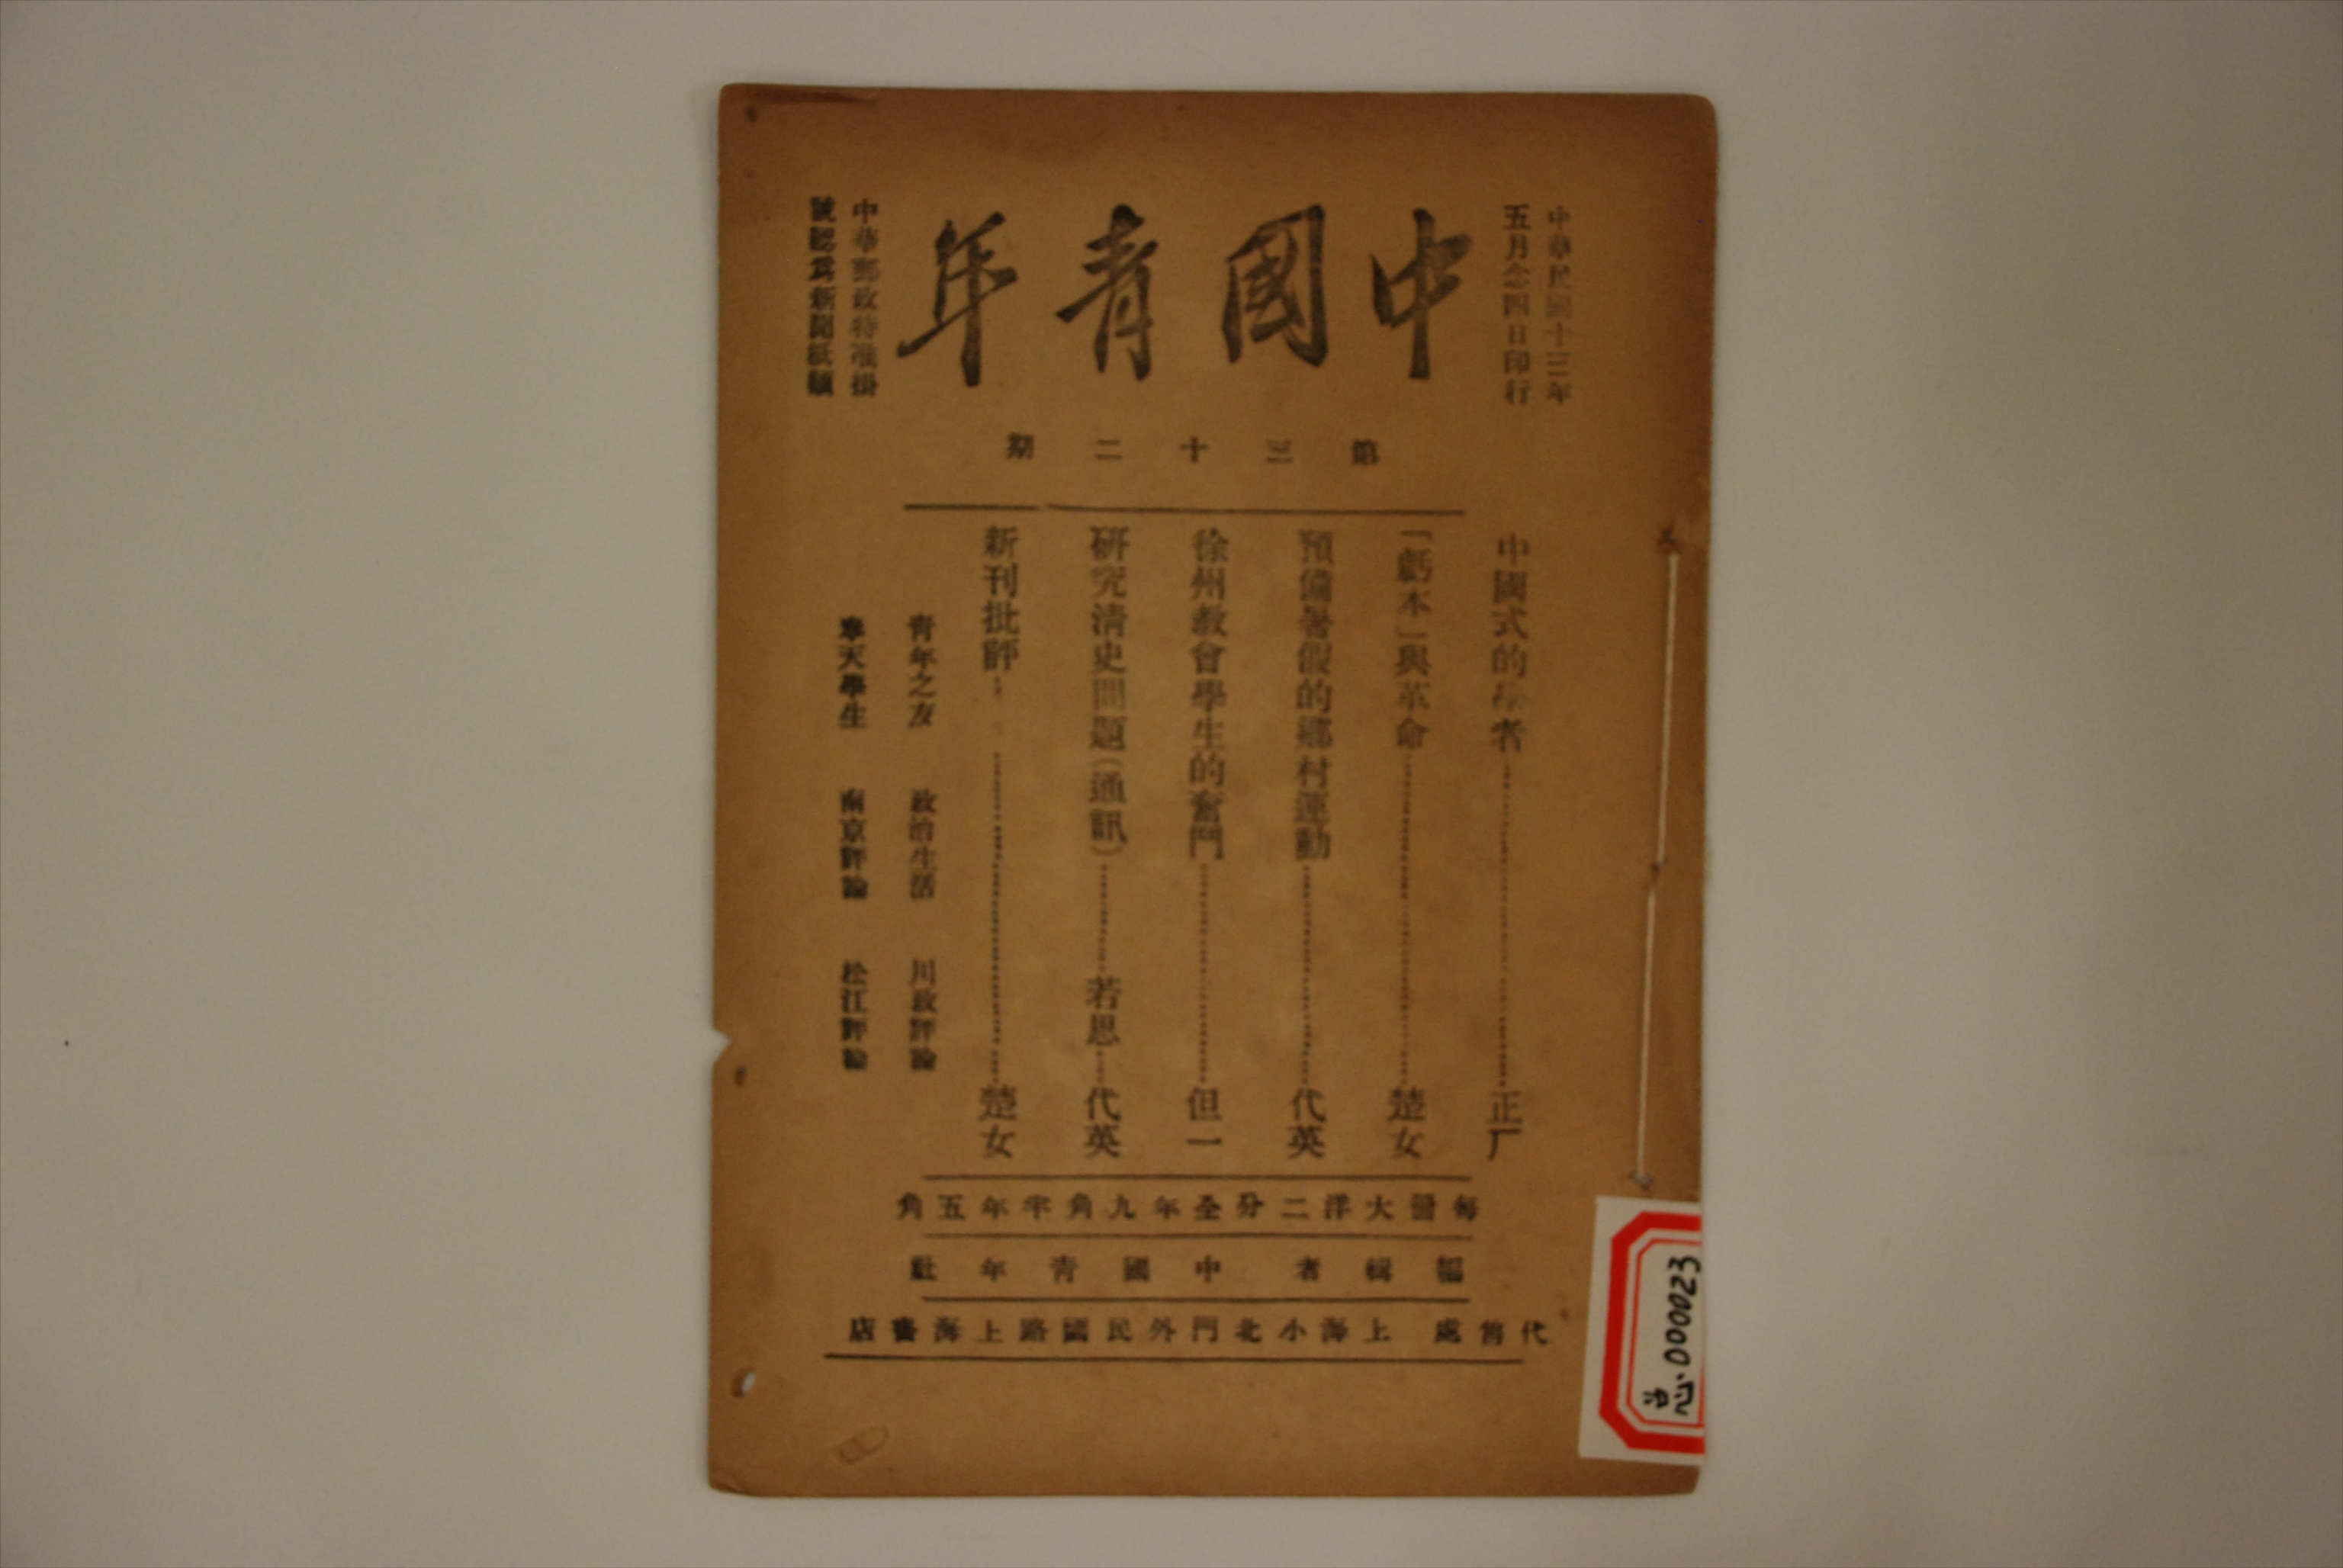 中華民國十三年
五月念四日印行
中國青年
中華郵政特准掛
號認爲新聞紙類
第三十二期
中國式的學者…………正厂
「虧本」與革命…………楚女
預備暑假的鄉村運動…………代英
徐州教會學生的奮鬥…………但一
研究清史問題(通訊)…………若愚……代英
新刊批評…………楚女
青年之友 政治生活 川政評論
奉天學生 南京評論 松江評論
每册大洋二分全年九角半年五角
編輯者 中國青年社
代售處 上海小北門外民國路上海書店
0000023